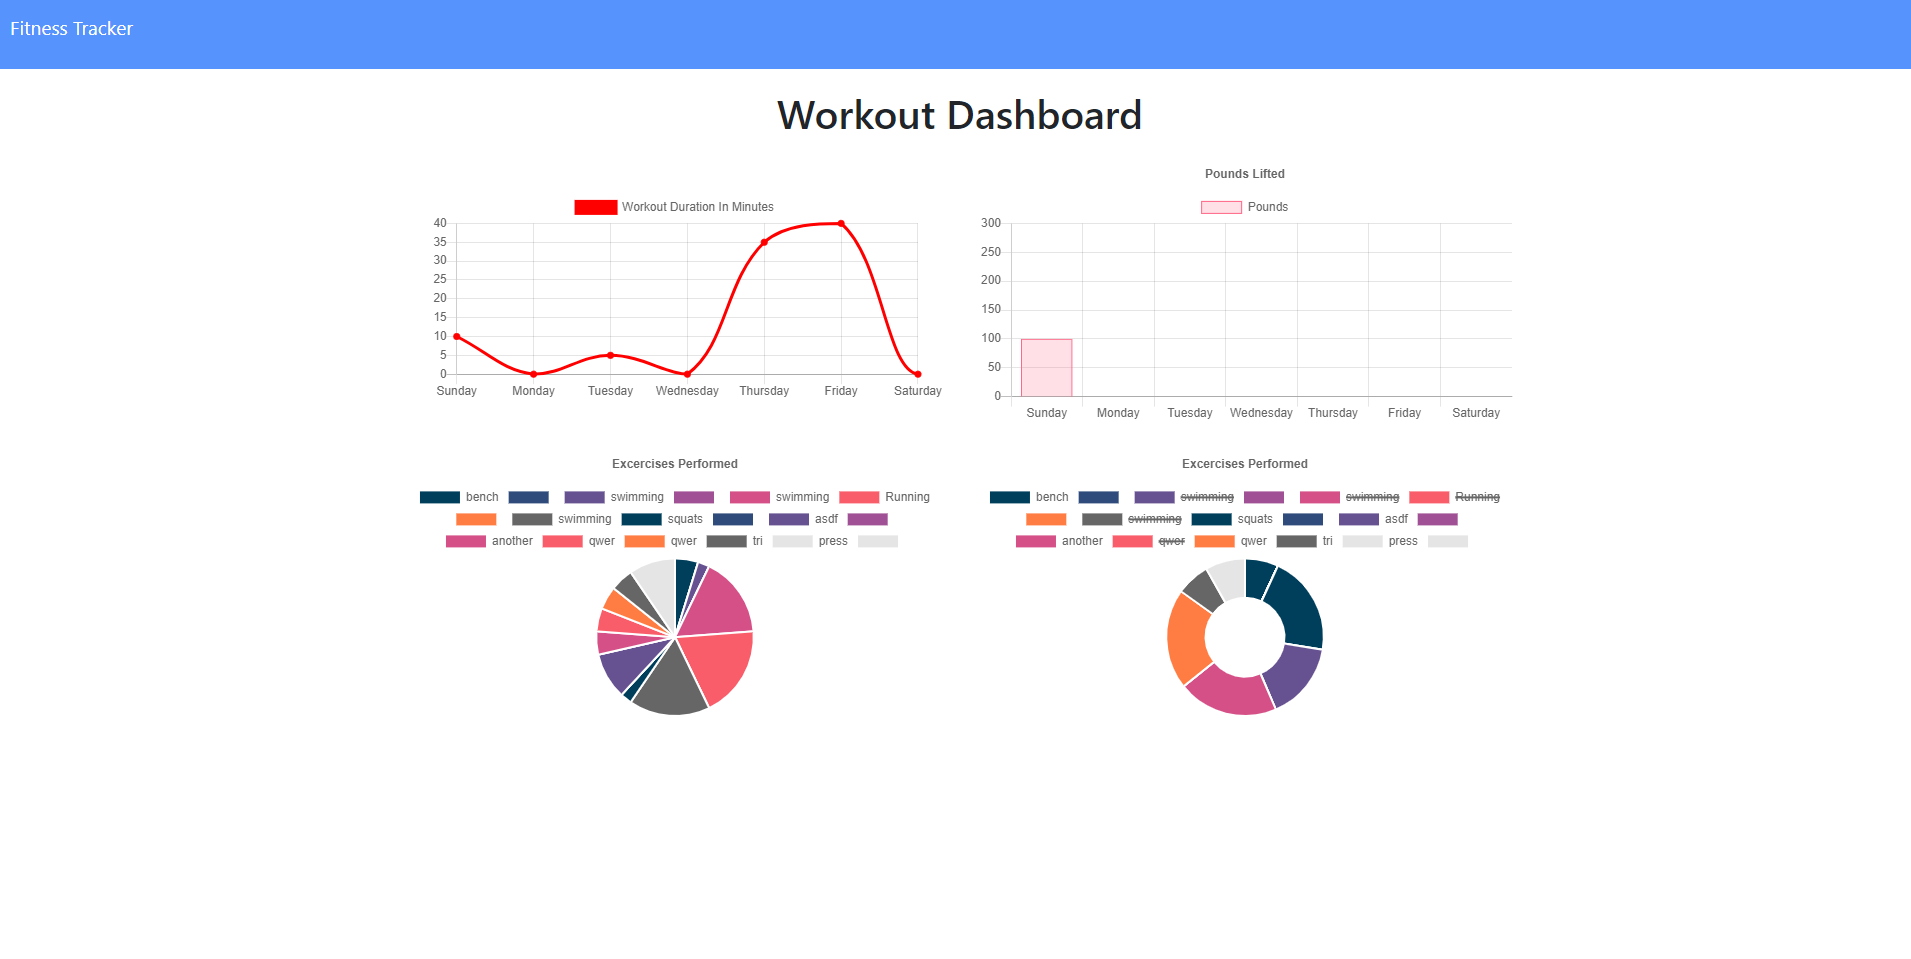 Fitness Tracker
Workout Dashboard
Workout Duration In Minutes
40
35
30
25
20
15
10
5
0
Sunday Monday Tuesday Wednesday Thursday Friday Saturday
Pounds Lifted
Pounds
300
250
200
150
100
50
0
Sunday Monday Tuesday Wednesday Thursday Friday Saturday
Excercises Performed
bench swimming swimming Running
swimming squats asdf
another qwer qwer tri press
Excercises Performed
bench swimming swimming Running
swimming squats asdf
another qwer qwer tri press